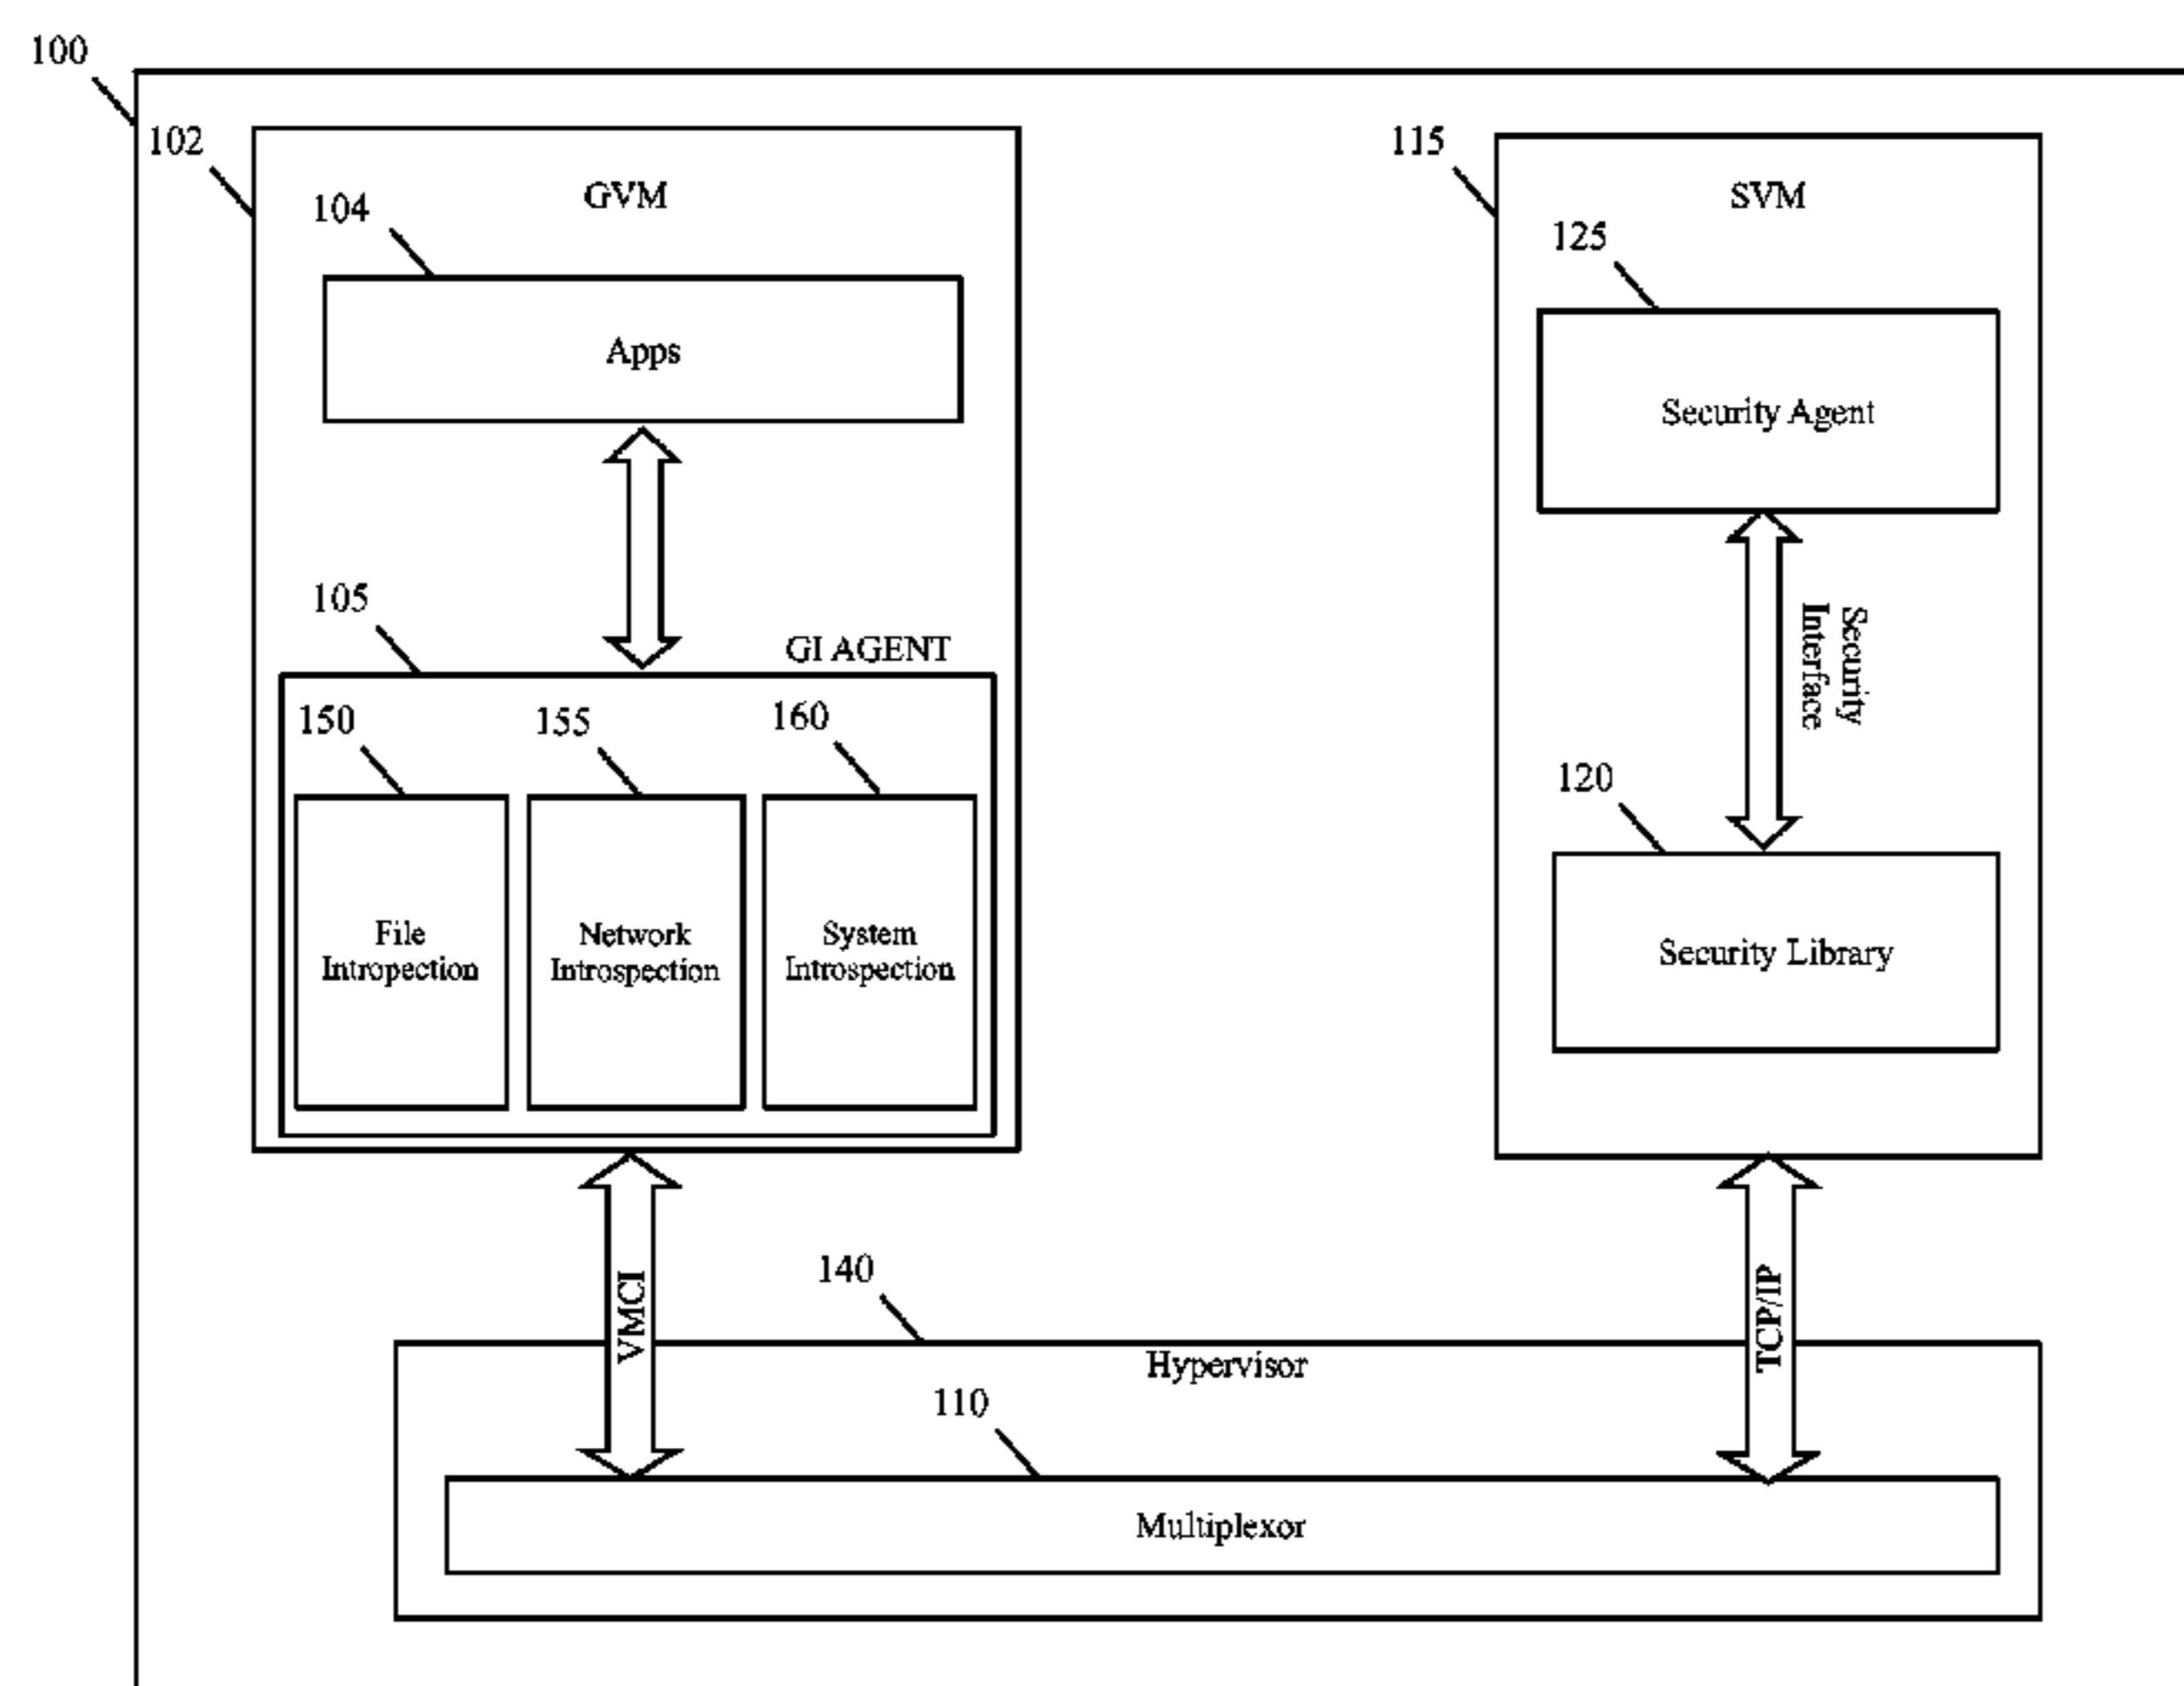 100
102
GVM
104
Apps
105
GI AGENT
150
155
160
File
Intropection
Network
Introspection
System
Introspection
115
SVM
125
Security Agent
Security
Interface
120
Security Library
VMCI
TCP/IP
140
Hypervisor
110
Multiplexor